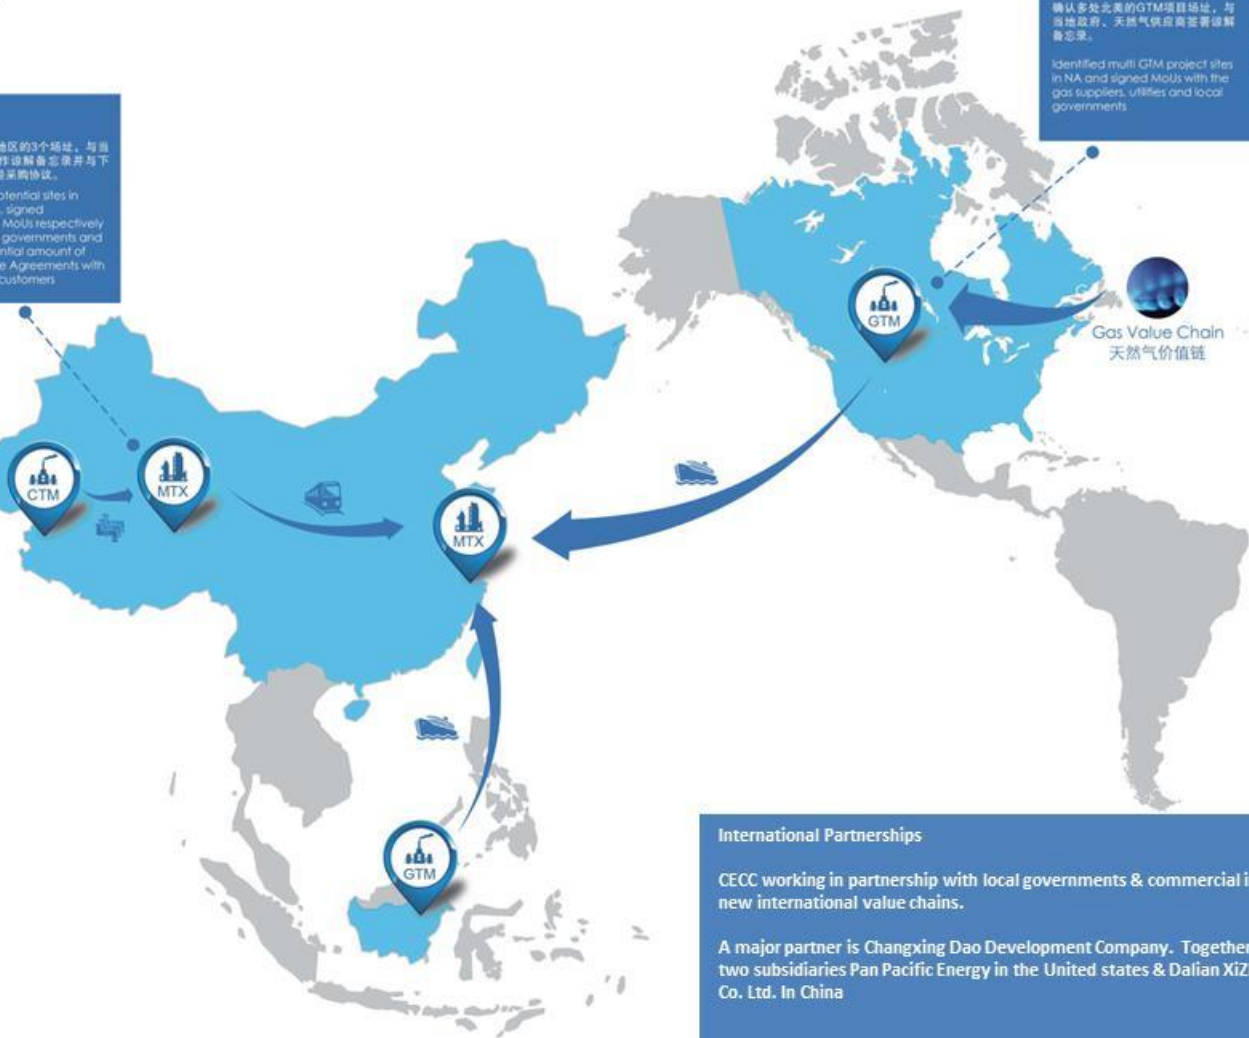 确认多处北美的GTM项目场址，与
当地政府、天然气供应商签署谅解
备忘录。
Identified multi GTM project sites
in NA and signed MoUs with the
gas suppliers, utilities and local
governments
地区的3个场址，与当
作谅解备忘录并与下
采购协议。
otential sites in
, signed
MoUs respectively
governments and
ntial amount of
e Agreements with
customers
GTM
Gas Value Chain
天然气价值链
CTM
MTX
MTX
GTM
International Partnerships
CECC working in partnership with local governments & commercial i
new international value chains.
A major partner is Changxing Dao Development Company. Together
two subsidiaries Pan Pacific Energy in the United states & Dalian XiZ
Co. Ltd. In China